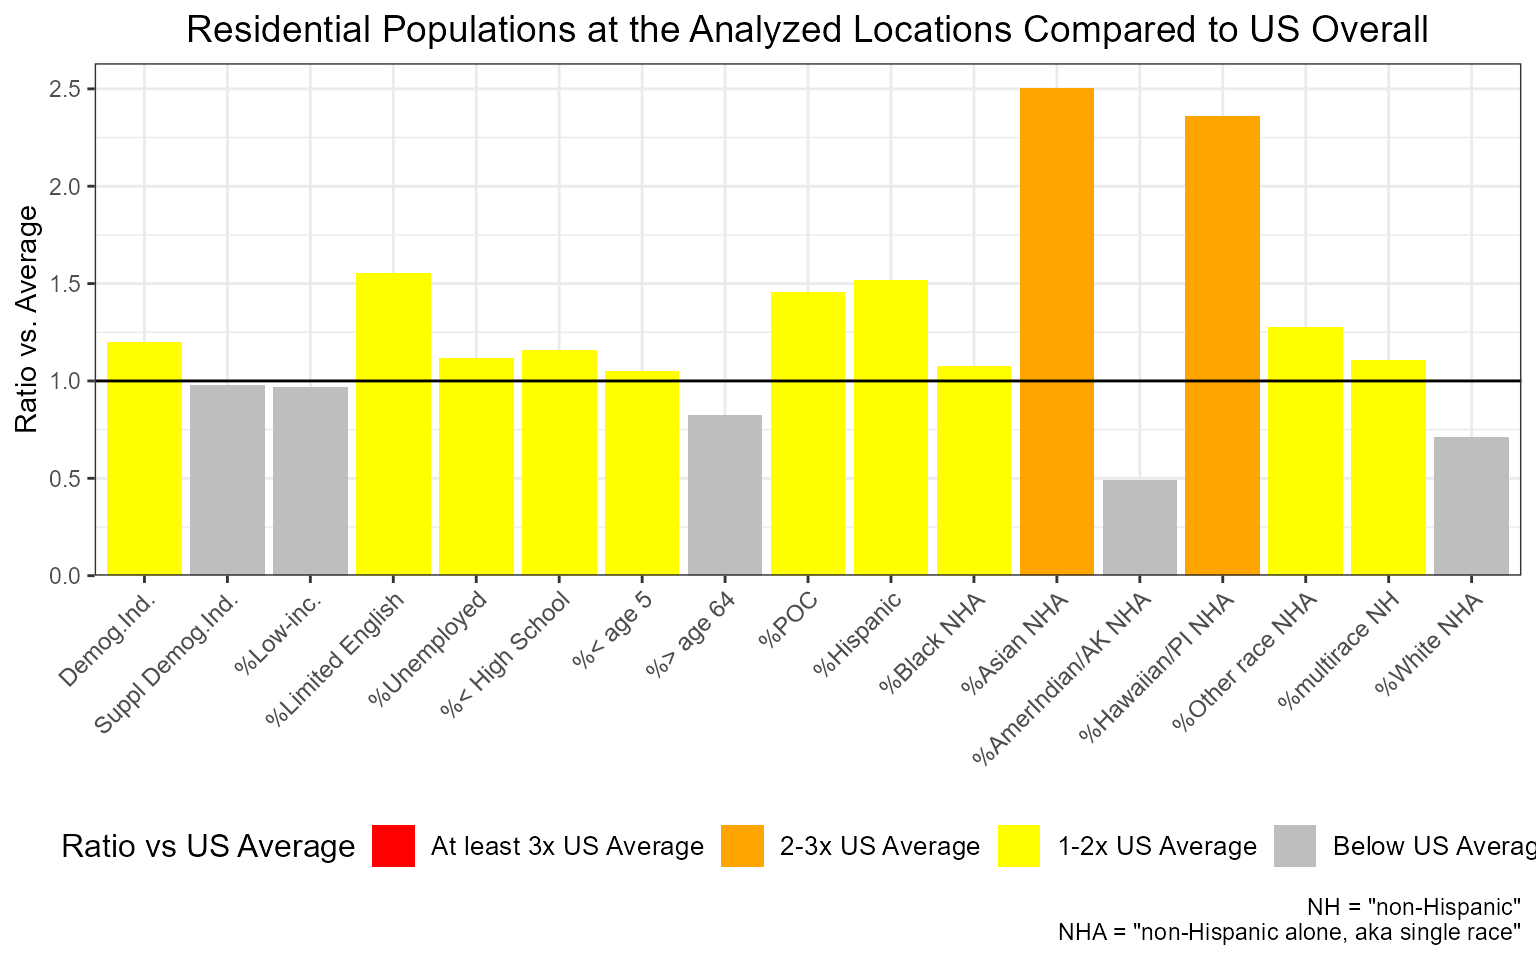 Residential Populations at the Analyzed Locations Compared to US Overall
Ratio vs. Average
2.5
2.0
1.5
1.0
0.5
0.0
Demog.Ind.
Suppl Demog.Ind.
%Low-inc.
%Limited English
%Unemployed
%< High School
%< age 5
%> age 64
%POC
%Hispanic
%Black NHA
%Asian NHA
%AmerIndian/AK NHA
%Hawaiian/PI NHA
%Other race NHA
%multirace NH
%White NHA
Ratio vs US Average
At least 3x US Average
2-3x US Average
1-2x US Average
Below US Averag
NH = "non-Hispanic"
NHA = "non-Hispanic alone, aka single race"